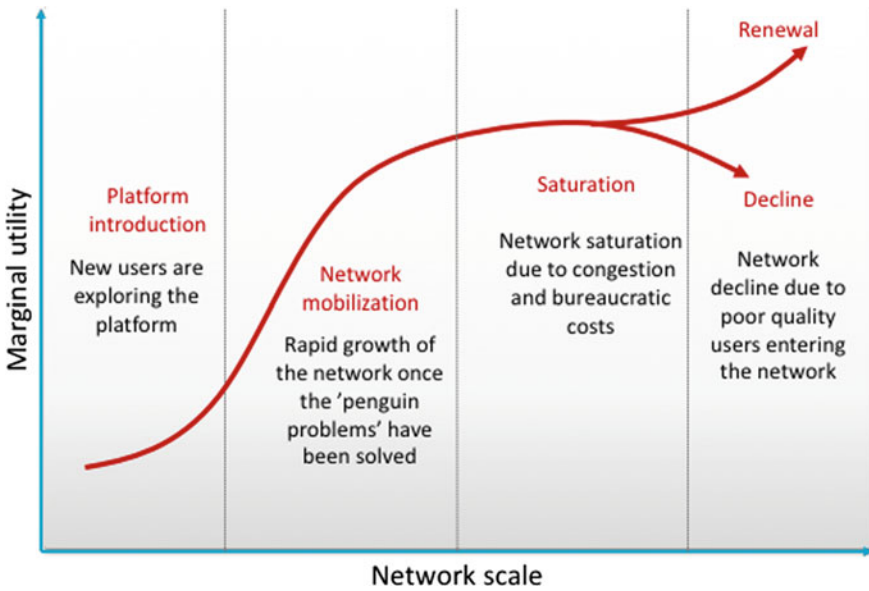 Marginal utility
Platform
introduction
New users are
exploring the
platform
Network
mobilization
Rapid growth of
the network once
the ’penguin
problems’ have
been solved
Saturation
Network saturation
due to congestion
and bureaucratic
costs
Renewal
Decline
Network
decline due to
poor quality
users entering
the network
Network scale